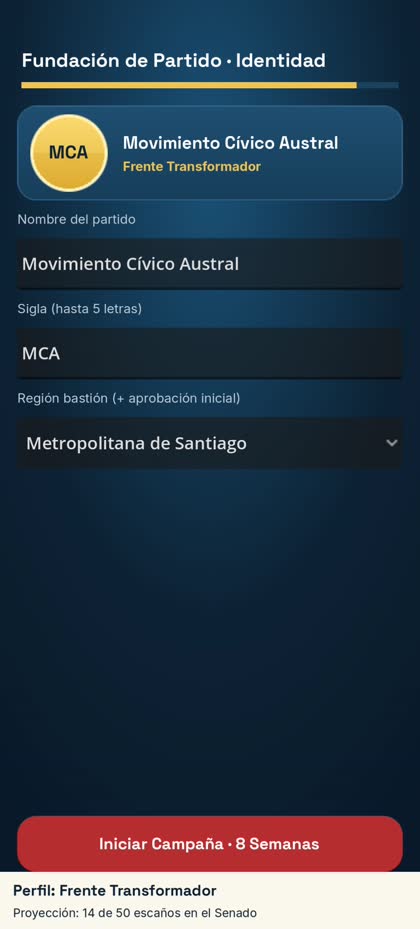 Fundación de Partido · Identidad
MCA
Movimiento Cívico Austral
Frente Transformador
Nombre del partido
Movimiento Cívico Austral
Sigla (hasta 5 letras)
MCA
Región bastión (+ aprobación inicial)
Metropolitana de Santiago
Iniciar Campaña · 8 Semanas
Perfil: Frente Transformador
Proyección: 14 de 50 escaños en el Senado